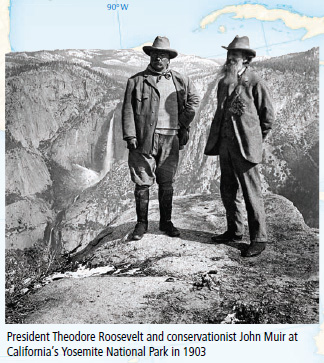 90°W
President Theodore Roosevelt and conservationist John Muir at
California's Yosemite National Park in 1903